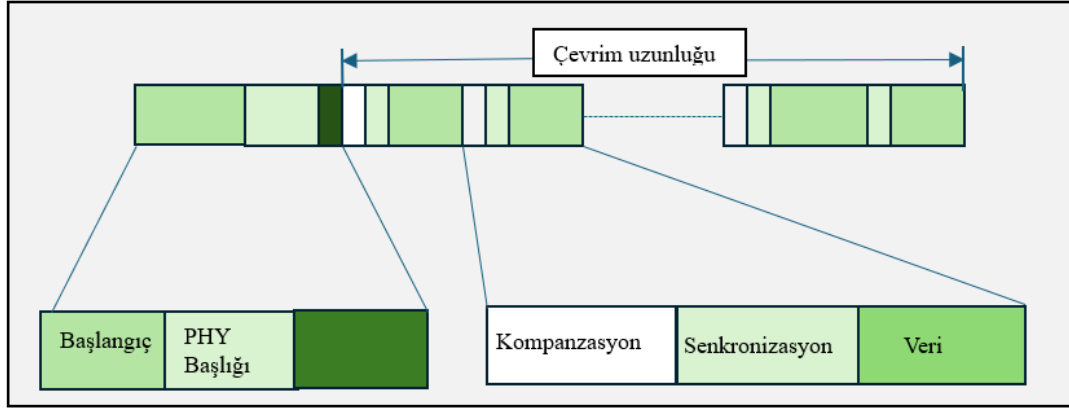 Çevrim uzunluğu
Başlangıç
PHY
Başlığı
Kompanzasyon
Senkronizasyon
Veri